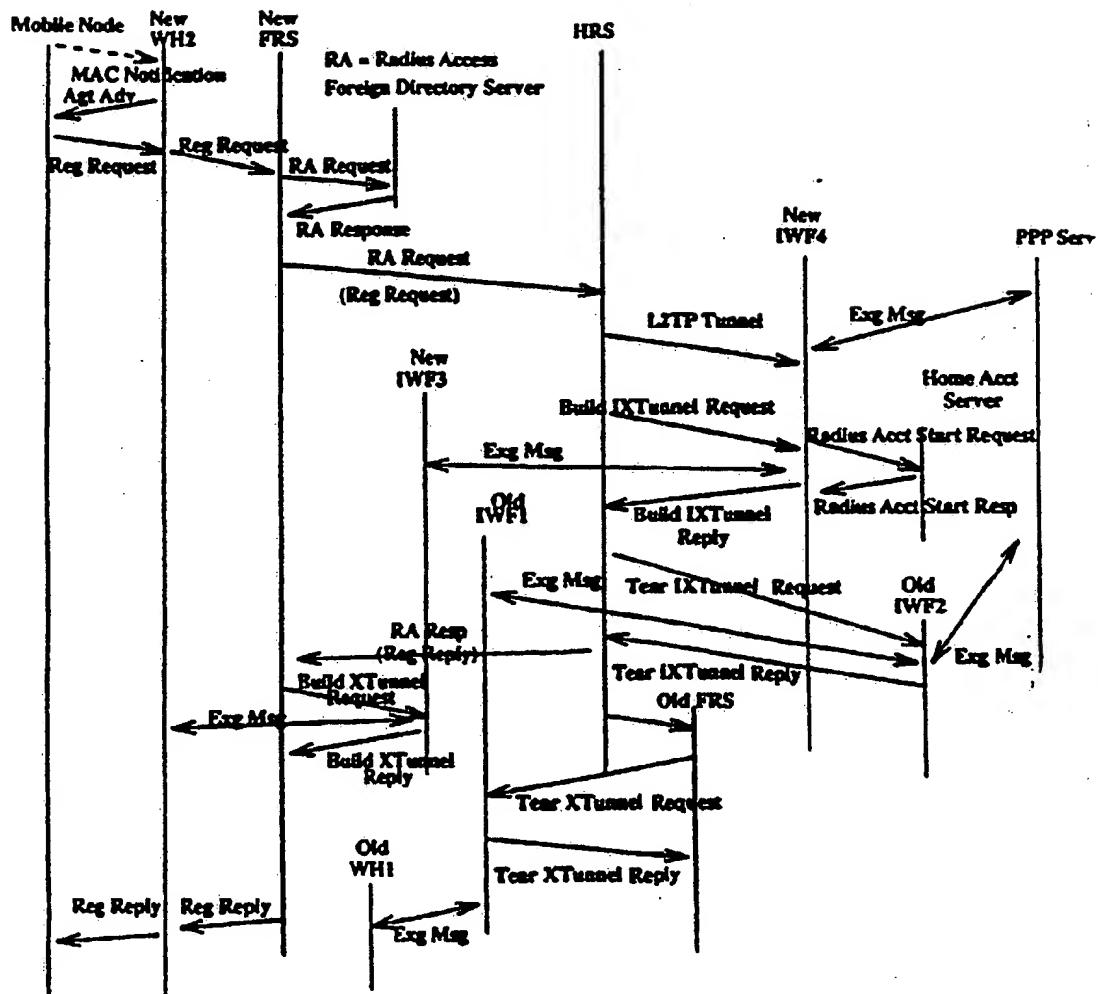 Mobile Node
New
WH2
New
FRS
HRS
RA = Radius Access
Foreign Directory Server
MAC Notification
Agt Adv
Reg Request
Reg Request
RA Request
RA Response
RA Request
(Reg Request)
New
IWF4
PPP Serv
L2TP Tunnel
Exg Msg
New
IWF3
Home Acct
Server
Build IXTunnel Request
Radius Acct Start Request
Exg Msg
Radius Acct Start Resp
Build IXTunnel
Reply
Old
IWF1
Exg Msg
Tear IXTunnel Request
Old
IWF2
RA Resp
(Reg Reply)
Tear IXTunnel Reply
Exg Msg
Build XTunnel
Request
Old FRS
Exg Msg
Build XTunnel
Reply
Tear XTunnel Request
Old
WH1
Tear XTunnel Reply
Reg Reply
Reg Reply
Exg Msg